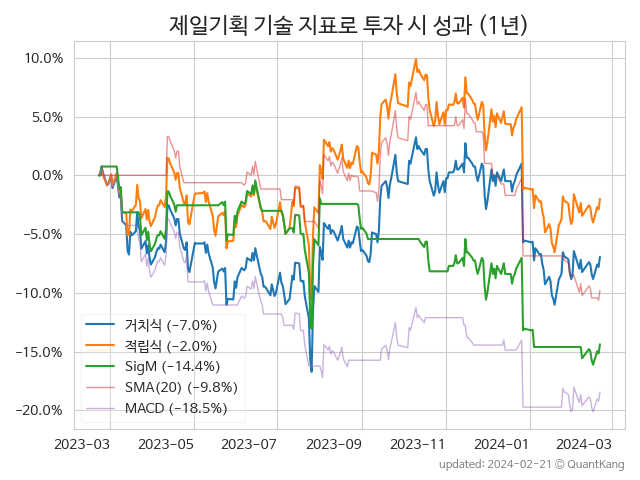 제일기획 기술 지표로 투자 시 성과 (1년)
10.0%
5.0%
0.0%
−5.0%
−10.0%
−15.0%
−20.0%
거치식 (−7.0%)
적립식 (−2.0%)
SigM (−14.4%)
SMA(20) (−9.8%)
MACD (−18.5%)
2023-03 2023-05 2023-07 2023-09 2023-11 2024-01 2024-03
updated: 2024-02-21 © QuantKang